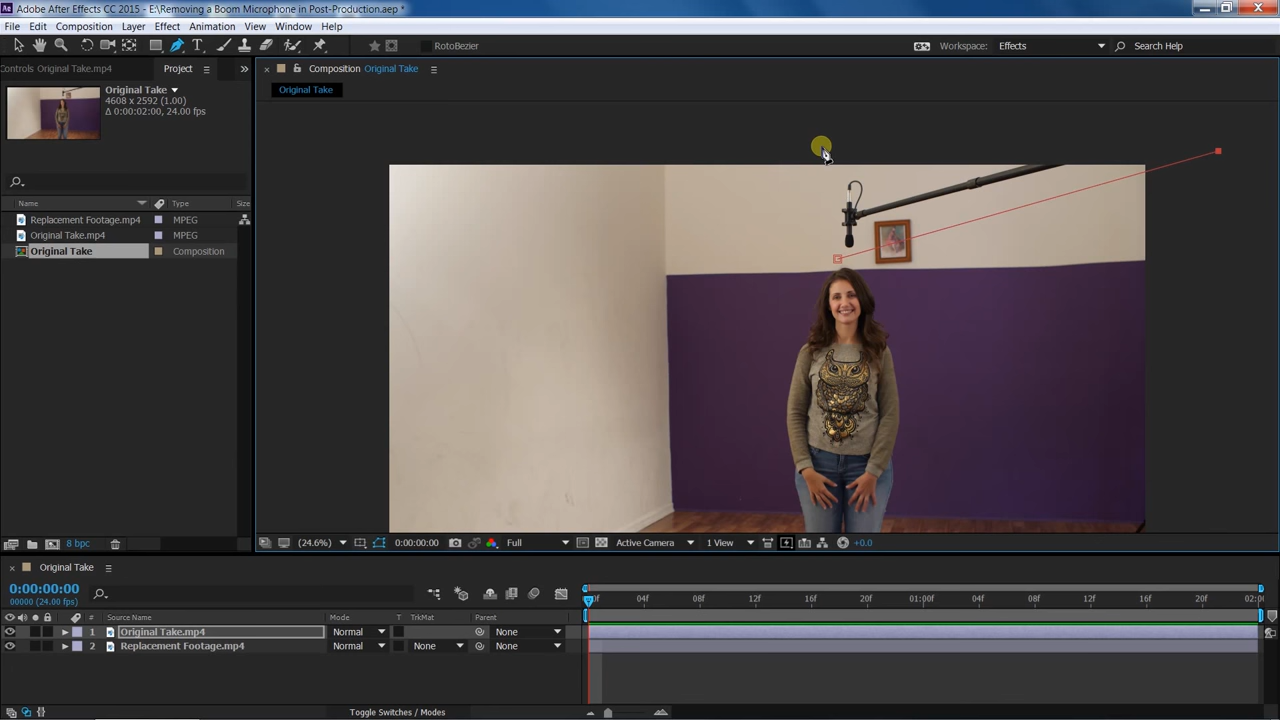 Adobe After Effects CC 2015 - E:\Removing a Boom Microphone in Post-Production.aep *
File Edit Composition Layer Effect Animation View Window Help
RotoBezier Workspace: Effects Search Help
Controls Original Take.mp4 Project Composition Original Take
Original Take
Original Take
4608 x 2592 (1.00)
Δ 0:00:02:00, 24.00 fps
Name Type Size
Replacement Footage.mp4 MPEG
Original Take.mp4 MPEG
Original Take Composition
8 bpc (24.6%) 0:00:00:00 Full Active Camera 1 View +0.0
Original Take
0:00:00:00
00000 (24.00 fps)
04f 08f 12f 16f 20f 01:00f 04f 08f 12f 16f 20f
# Source Name Mode T TrkMat Parent
1 Original Take.mp4 Normal None
2 Replacement Footage.mp4 Normal None None
Toggle Switches / Modes